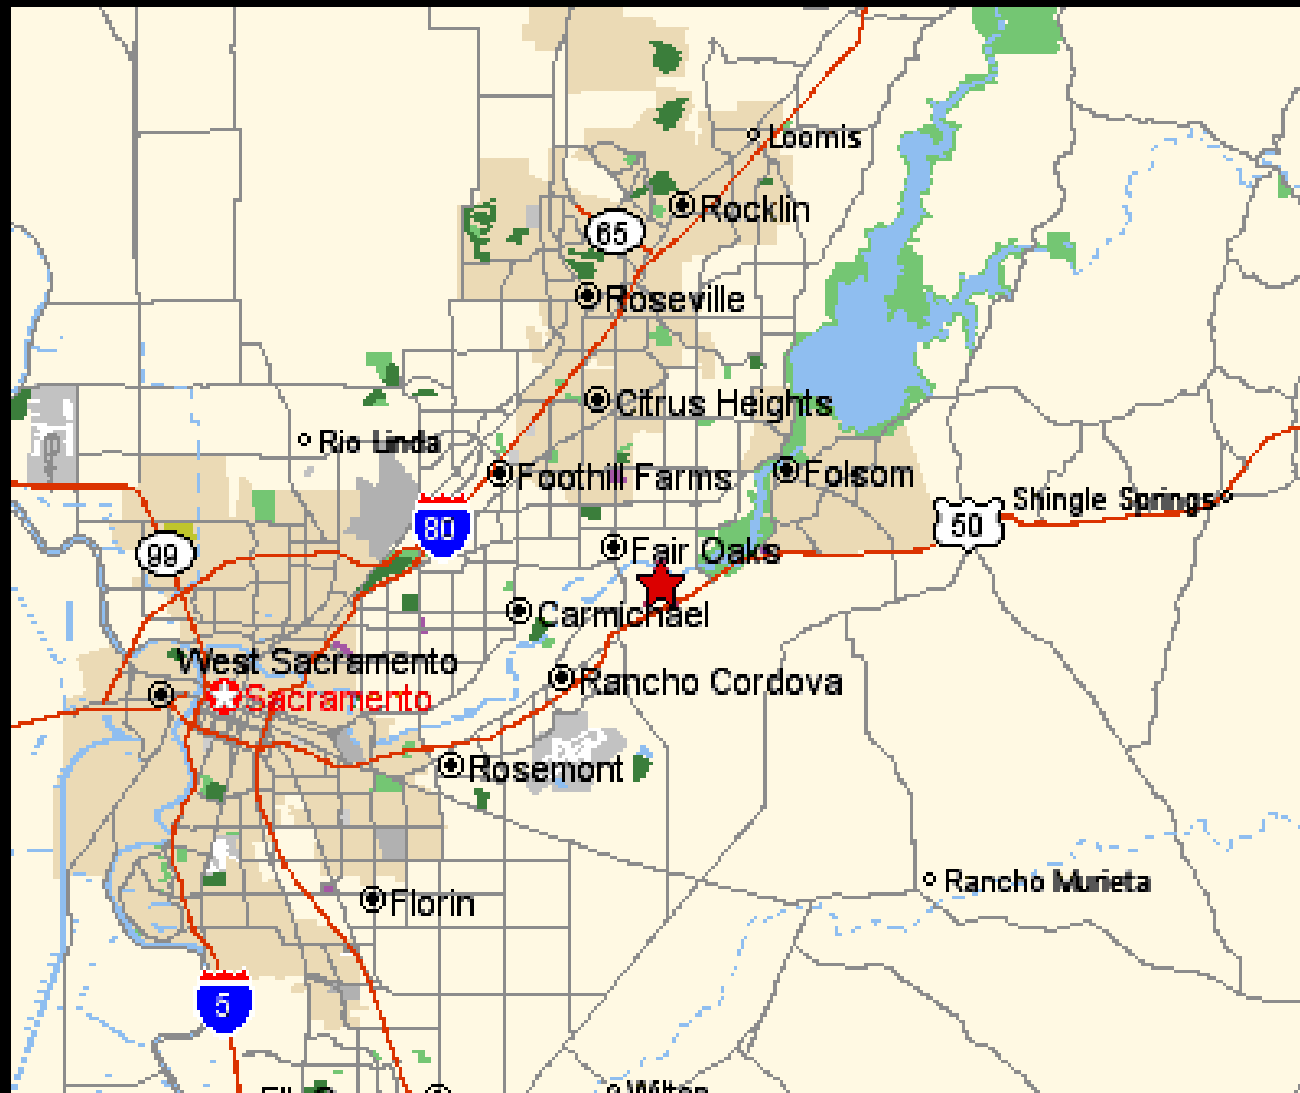 Loomis
Rocklin
65
Roseville
Citrus Heights
Rio Linda
Foothill Farms
Folsom
Shingle Springs
80
50
99
Fair Oaks
Carmichael
West Sacramento
Rancho Cordova
Sacramento
Rosemont
Rancho Murieta
Florin
5